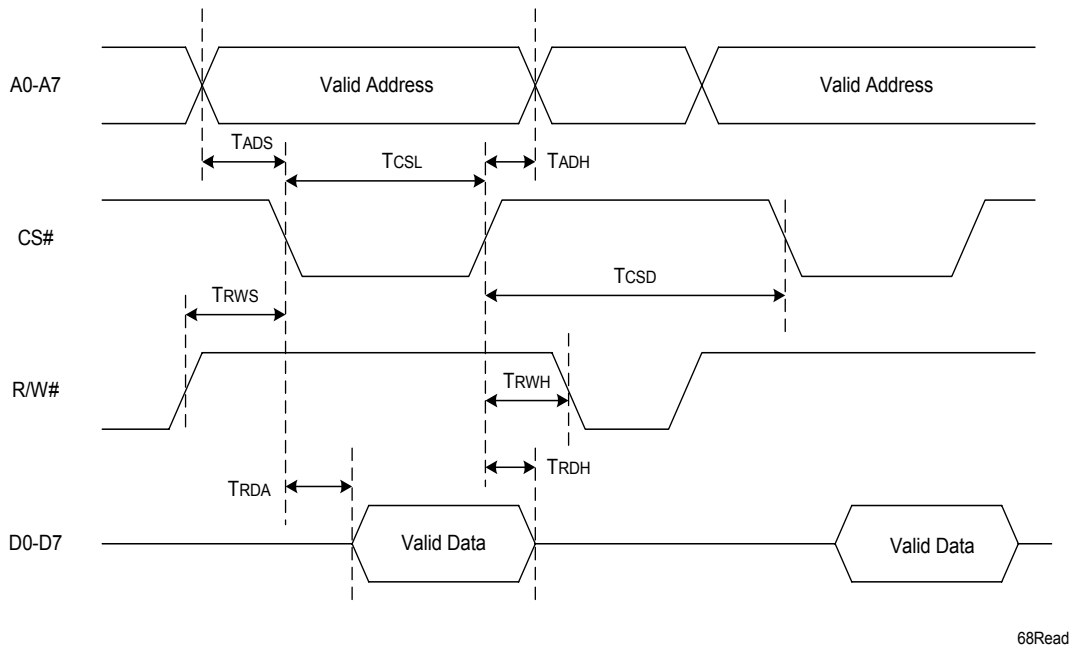 A0-A7
Valid Address
Valid Address
TADS
TCSL
TADH
CS#
TCSD
TRWS
R/W#
TRWH
TRDH
TRDA
D0-D7
Valid Data
Valid Data
68Read